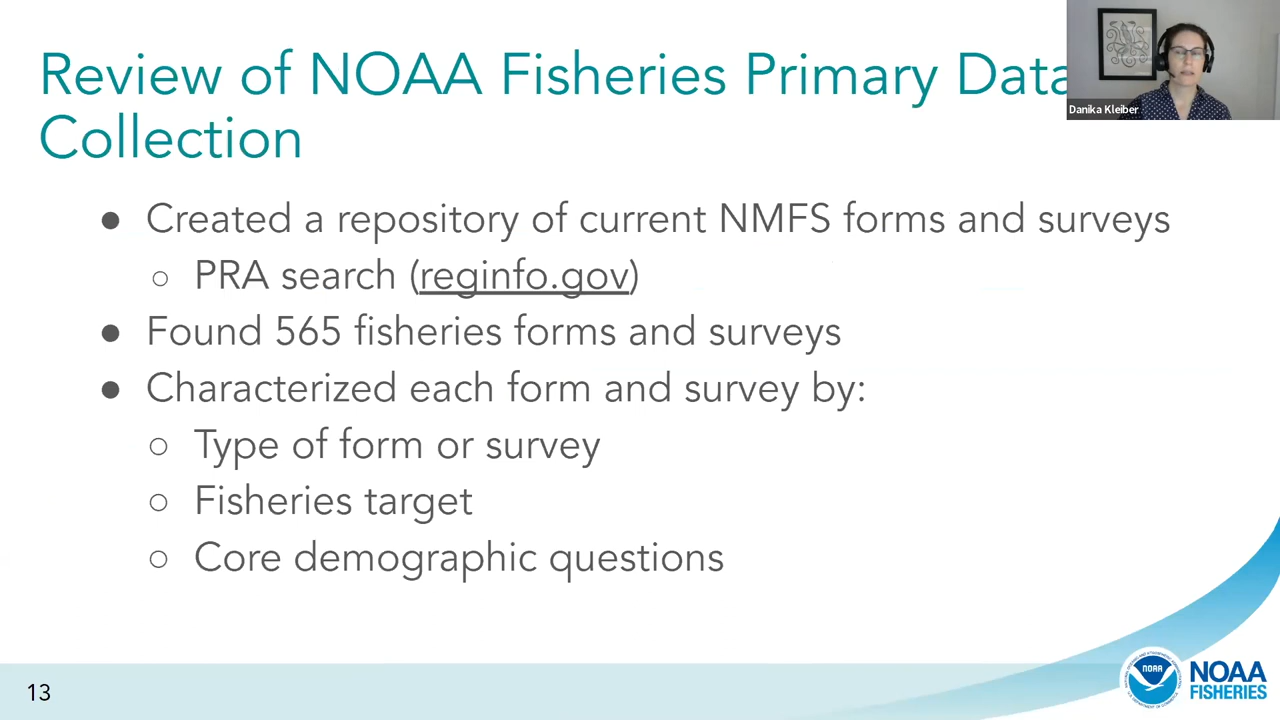 Review of NOAA Fisheries Primary Data
Collection
Danika Kleiber
● Created a repository of current NMFS forms and surveys
○ PRA search (reginfo.gov)
● Found 565 fisheries forms and surveys
● Characterized each form and survey by:
○ Type of form or survey
○ Fisheries target
○ Core demographic questions
13
NOAA
NOAA
FISHERIES